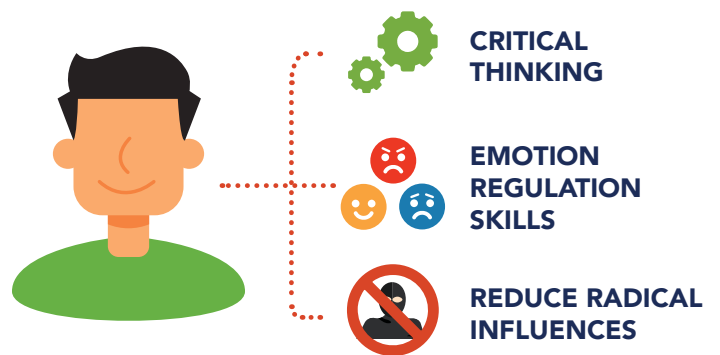 CRITICAL
THINKING
EMOTION
REGULATION
SKILLS
REDUCE RADICAL
INFLUENCES